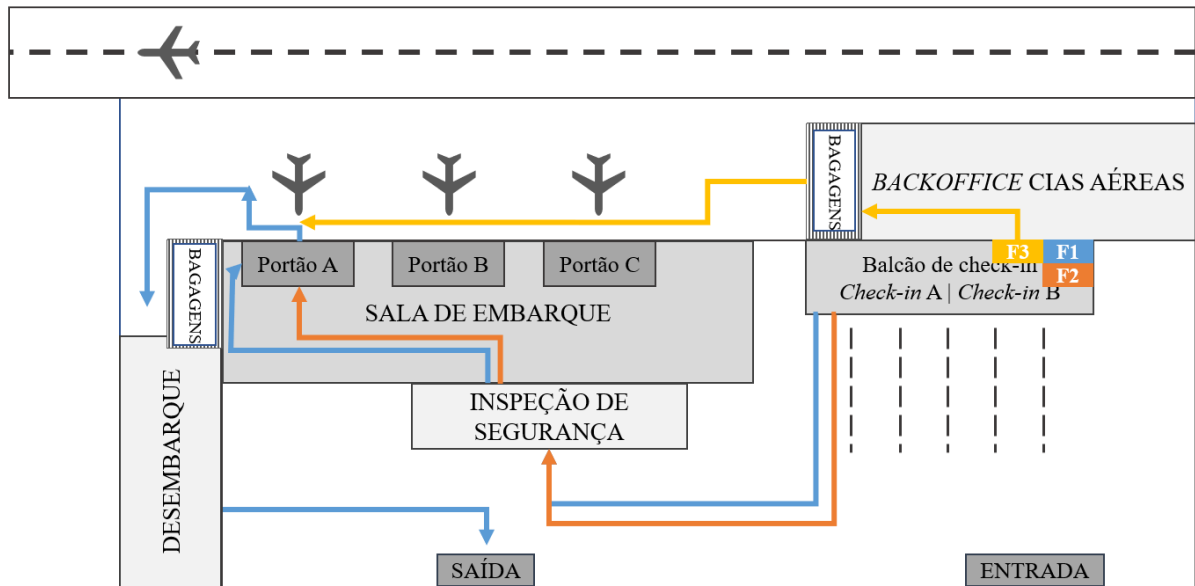 BAGAGENS
BACKOFFICE CIAS AÉREAS
F3
F1
F2
Balcão de check-in
Check-in A | Check-in B
Portão A
Portão B
Portão C
BAGAGENS
SALA DE EMBARQUE
INSPEÇÃO DE
SEGURANÇA
DESEMBARQUE
SAÍDA
ENTRADA